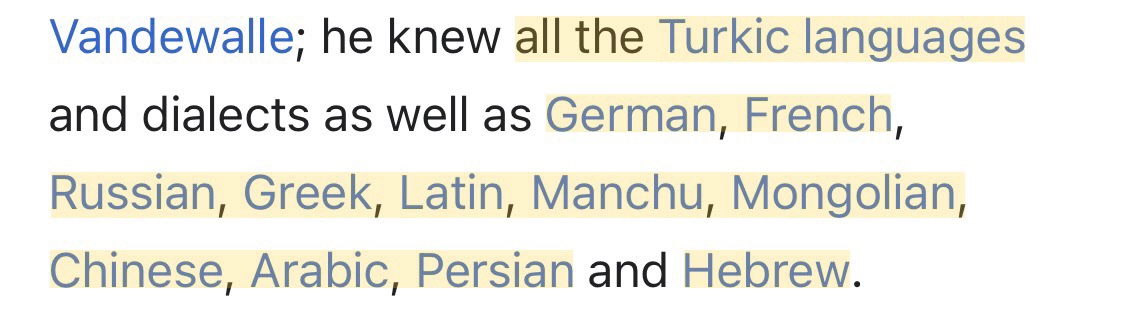 Vandewalle; he knew all the Turkic languages
and dialects as well as German, French,
Russian, Greek, Latin, Manchu, Mongolian,
Chinese, Arabic, Persian and Hebrew.